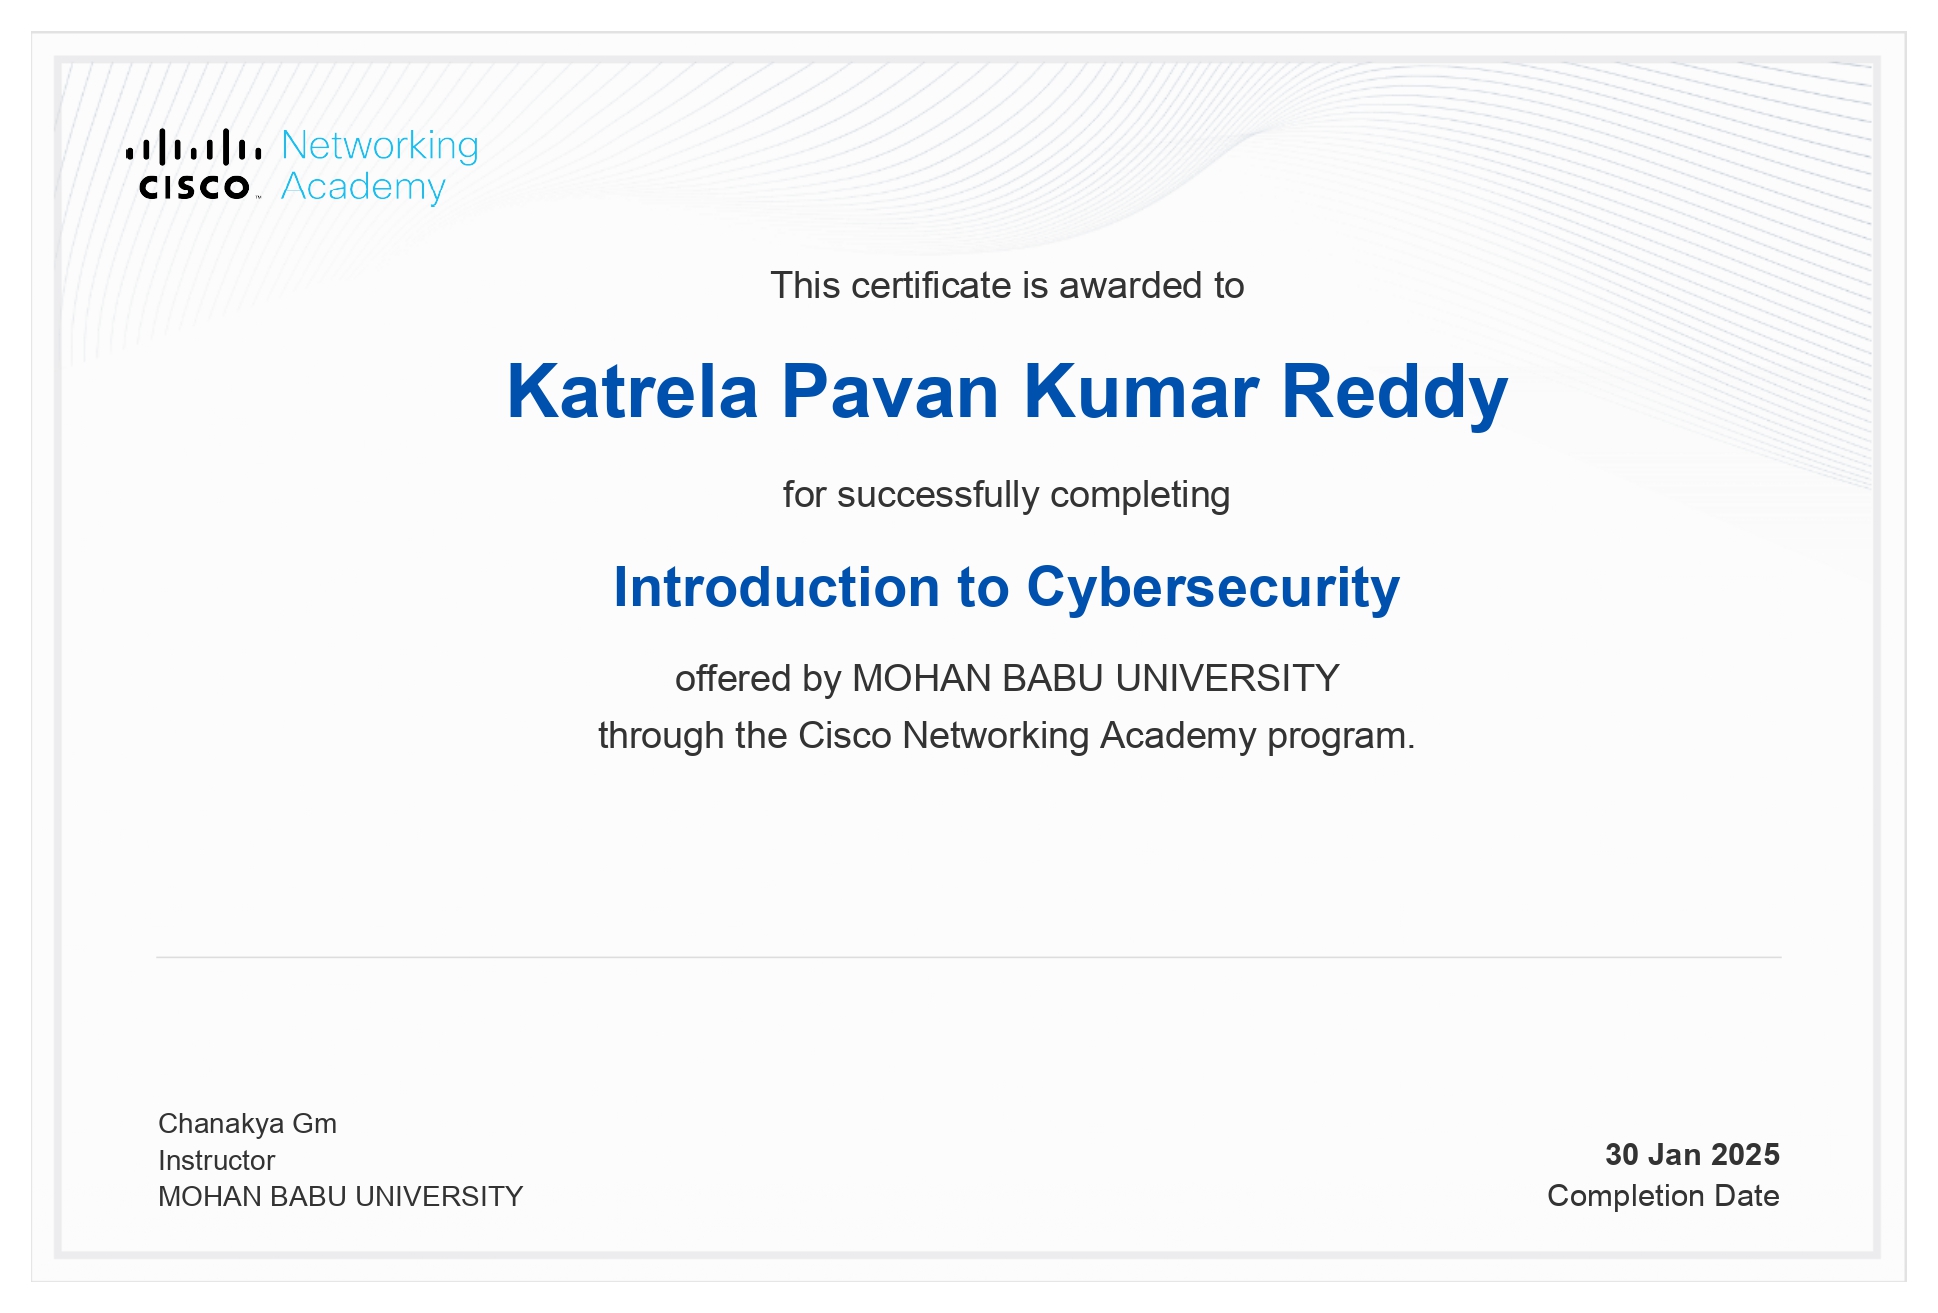 CISCO
Networking
Academy
This certificate is awarded to
Katrela Pavan Kumar Reddy
for successfully completing
Introduction to Cybersecurity
offered by MOHAN BABU UNIVERSITY
through the Cisco Networking Academy program.
Chanakya Gm
Instructor
MOHAN BABU UNIVERSITY
30 Jan 2025
Completion Date